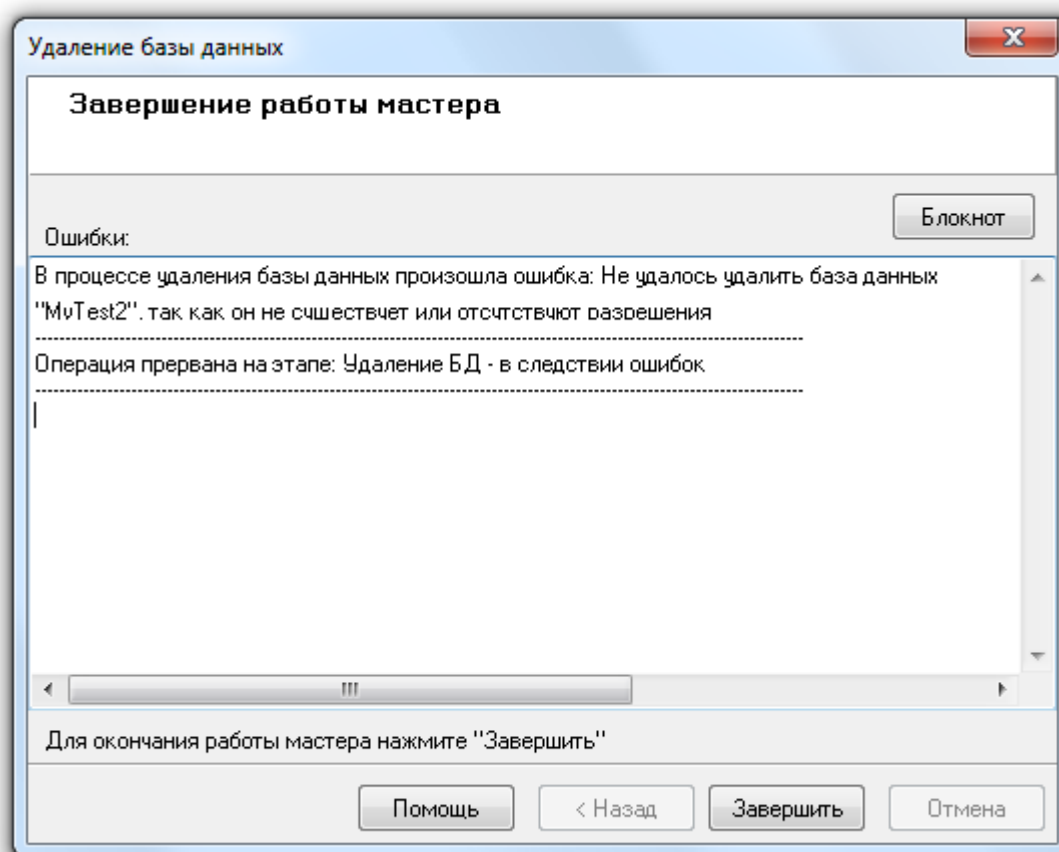 Удаление базы данных
Завершение работы мастера
Блокнот
Ошибки:
В процессе удаления базы данных произошла ошибка: Не удалось удалить база данных
"MyTest2", так как он не существует или отсутствуют разрешения
Операция прервана на этапе: Удаление БД - в следствии ошибок
Для окончания работы мастера нажмите "Завершить"
Помощь
< Назад
Завершить
Отмена